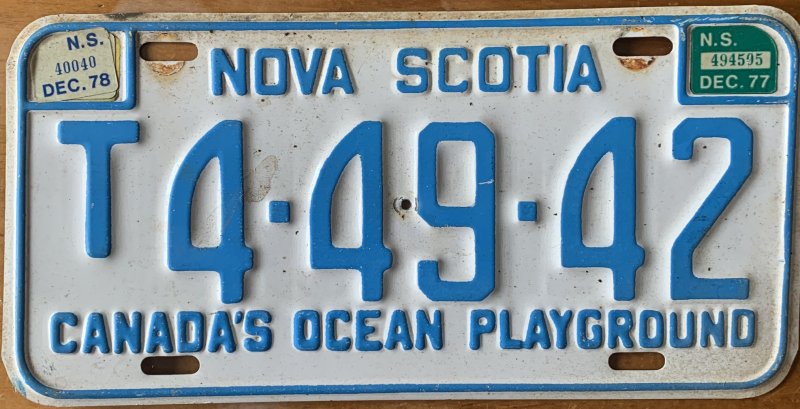 N.S.
40040
DEC. 78
NOVA SCOTIA
N.S.
494595
DEC. 77
T4-49-42
CANADA'S OCEAN PLAYGROUND